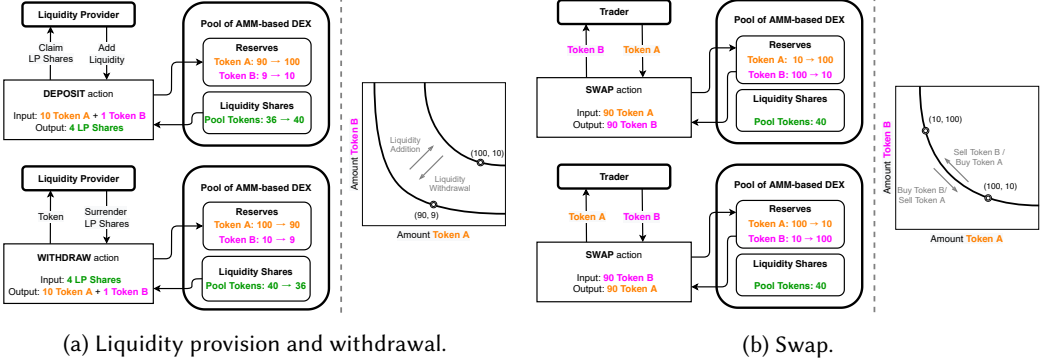 Liquidity Provider
Claim
LP Shares
Add
Liquidity
DEPOSIT action
Input: 10 Token A + 1 Token B
Output: 4 LP Shares
Pool of AMM-based DEX
Reserves
Token A: 90 → 100
Token B: 9 → 10
Liquidity Shares
Pool Tokens: 36 → 40
Liquidity Provider
Token
Surrender
LP Shares
WITHDRAW action
Input: 4 LP Shares
Output: 10 Token A + 1 Token B
Pool of AMM-based DEX
Reserves
Token A: 100 → 90
Token B: 10 → 9
Liquidity Shares
Pool Tokens: 40 → 36
Amount Token B
Liquidity
Addition
(100, 10)
Liquidity
Withdrawal
(90, 9)
Amount Token A
(a) Liquidity provision and withdrawal.
Trader
Token B
Token A
SWAP action
Input: 90 Token A
Output: 90 Token B
Pool of AMM-based DEX
Reserves
Token A: 10 → 100
Token B: 100 → 10
Liquidity Shares
Pool Tokens: 40
Trader
Token A
Token B
SWAP action
Input: 90 Token B
Output: 90 Token A
Pool of AMM-based DEX
Reserves
Token A: 100 → 10
Token B: 10 → 100
Liquidity Shares
Pool Tokens: 40
Amount Token B
(10, 100)
Sell Token B /
Buy Token A
(100, 10)
Buy Token B/
Sell Token A
Amount Token A
(b) Swap.